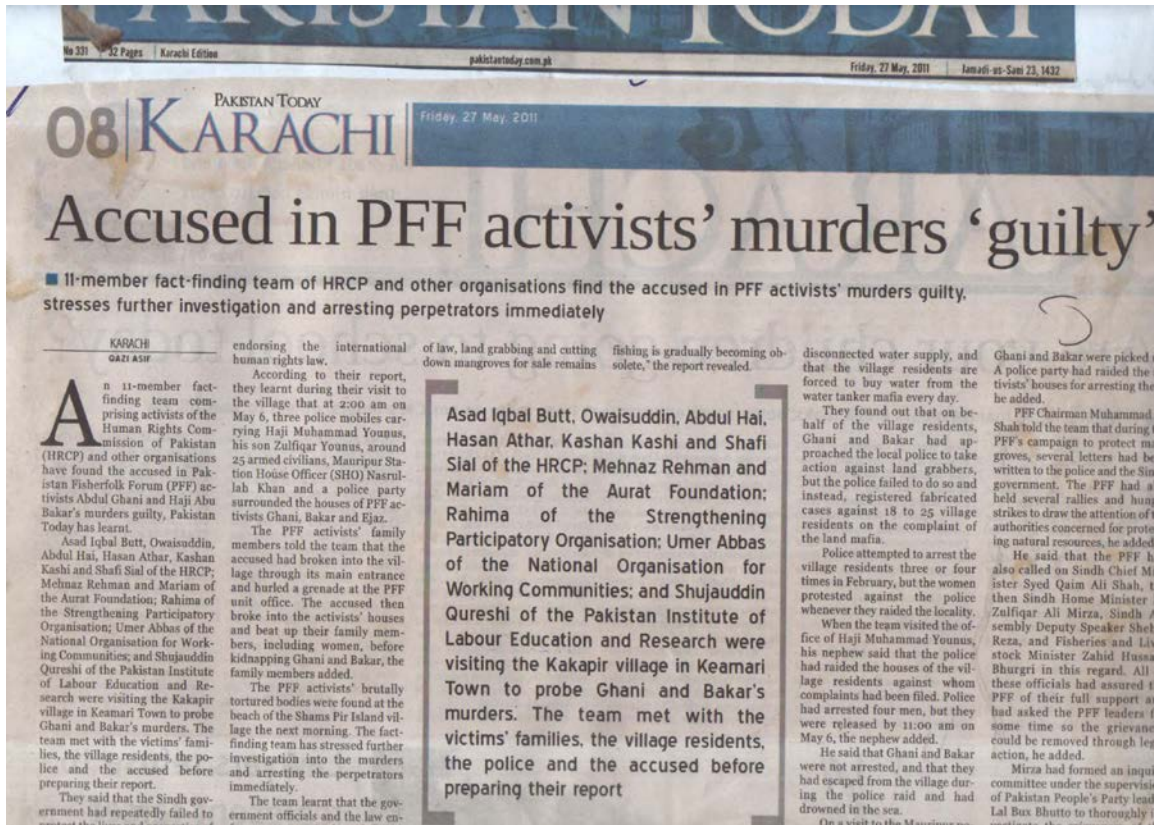 PAKISTAN TODAY
No 331 32 Pages Karachi Edition
pakistantoday.com.pk
Friday, 27 May, 2011 Jamadi-us-Sani 23, 1432
08
PAKISTAN TODAY
KARACHI
Friday, 27 May, 2011
Accused in PFF activists' murders 'guilty'
11-member fact-finding team of HRCP and other organisations find the accused in PFF activists' murders guilty,
stresses further investigation and arresting perpetrators immediately
KARACHI
QAZI ASIF
An 11-member fact-
finding team com-
prising activists of the
Human Rights Com-
mission of Pakistan
(HRCP) and other organisations
have found the accused in Pak-
istan Fisherfolk Forum (PFF) ac-
tivists Abdul Ghani and Haji Abu
Bakar's murders guilty, Pakistan
Today has learnt.
Asad Iqbal Butt, Owaisuddin,
Abdul Hai, Hasan Athar, Kashan
Kashi and Shafi Sial of the HRCP;
Mehnaz Rehman and Mariam of
the Aurat Foundation; Rahima of
the Strengthening Participatory
Organisation; Umer Abbas of the
National Organisation for Work-
ing Communities; and Shujauddin
Qureshi of the Pakistan Institute
of Labour Education and Re-
search were visiting the Kakapir
village in Keamari Town to probe
Ghani and Bakar's murders. The
team met with the victims' fami-
lies, the village residents, the po-
lice and the accused before
preparing their report.
They said that the Sindh gov-
ernment had repeatedly failed to
endorsing the international
human rights law.
According to their report,
they learnt during their visit to
the village that at 2:00 am on
May 6, three police mobiles car-
rying Haji Muhammad Younus,
his son Zulfiqar Younus, around
25 armed civilians, Mauripur Sta-
tion House Officer (SHO) Nasrul-
lah Khan and a police party
surrounded the houses of PFF ac-
tivists Ghani, Bakar and Ejaz.
The PFF activists' family
members told the team that the
accused had broken into the vil-
lage through its main entrance
and hurled a grenade at the PFF
unit office. The accused then
broke into the activists' houses
and beat up their family mem-
bers, including women, before
kidnapping Ghani and Bakar, the
family members added.
The PFF activists' brutally
tortured bodies were found at the
beach of the Shams Pir Island vil-
lage the next morning. The fact-
finding team has stressed further
investigation into the murders
and arresting the perpetrators
immediately.
The team learnt that the gov-
ernment officials and the law en-
of law, land grabbing and cutting
down mangroves for sale remains
fishing is gradually becoming ob-
solete," the report revealed.
Asad Iqbal Butt, Owaisuddin, Abdul Hai,
Hasan Athar, Kashan Kashi and Shafi
Sial of the HRCP; Mehnaz Rehman and
Mariam of the Aurat Foundation;
Rahima of the Strengthening
Participatory Organisation; Umer Abbas
of the National Organisation for
Working Communities; and Shujauddin
Qureshi of the Pakistan Institute of
Labour Education and Research were
visiting the Kakapir village in Keamari
Town to probe Ghani and Bakar's
murders. The team met with the
victims' families, the village residents,
the police and the accused before
preparing their report
disconnected water supply, and
that the village residents are
forced to buy water from the
water tanker mafia every day.
They found out that on be-
half of the village residents,
Ghani and Bakar had ap-
proached the local police to take
action against land grabbers,
but the police failed to do so and
instead, registered fabricated
cases against 18 to 25 village
residents on the complaint of
the land mafia.
Police attempted to arrest the
village residents three or four
times in February, but the women
protested against the police
whenever they raided the locality.
When the team visited the of-
fice of Haji Muhammad Younus,
his nephew said that the police
had raided the houses of the vil-
lage residents against whom
complaints had been filed. Police
had arrested four men, but they
were released by 11:00 am on
May 6, the nephew added.
He said that Ghani and Bakar
were not arrested, and that they
had escaped from the village dur-
ing the police raid and had
drowned in the sea.
Ghani and Bakar were picked
A police party had raided the
tivists' houses for arresting the
he added.
PFF Chairman Muhammad
Shah told the team that during
PFF's campaign to protect
groves, several letters had
written to the police and the
government. The PFF had
held several rallies and
strikes to draw the attention of
authorities concerned for
ing natural resources, he added
He said that the PFF
also called on Sindh Chief
ister Syed Qaim Ali Shah,
then Sindh Home Minister
Zulfiqar Ali Mirza, Sindh
sembly Deputy Speaker
Reza, and Fisheries and
stock Minister Zahid
Bhurgri in this regard. All
these officials had assured
PFF of their full support
had asked the PFF leaders
some time so the
could be removed through
action, he added.
Mirza had formed an
committee under the
of Pakistan People's Party
Lal Bux Bhutto to thoroughly